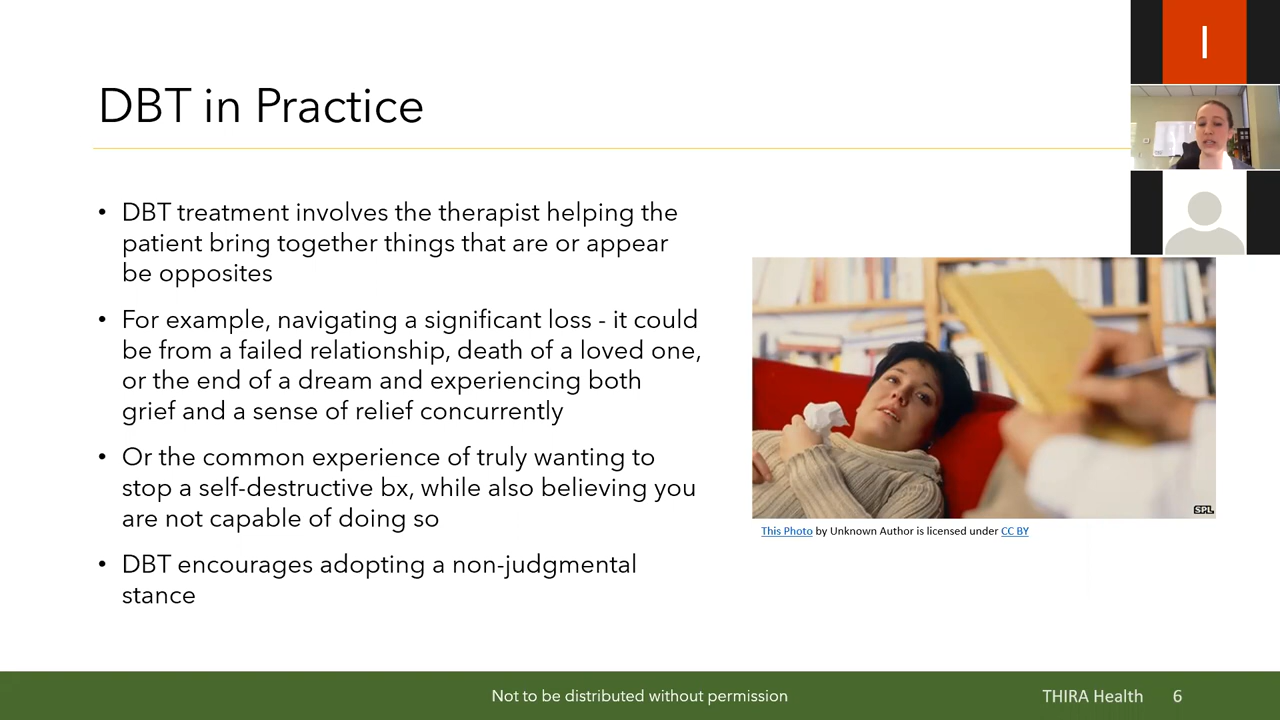 I
DBT in Practice
• DBT treatment involves the therapist helping the
patient bring together things that are or appear
be opposites
• For example, navigating a significant loss - it could
be from a failed relationship, death of a loved one,
or the end of a dream and experiencing both
grief and a sense of relief concurrently
• Or the common experience of truly wanting to
stop a self-destructive bx, while also believing you
are not capable of doing so
• DBT encourages adopting a non-judgmental
stance
SPL
This Photo by Unknown Author is licensed under CC BY
Not to be distributed without permission
THIRA Health 6